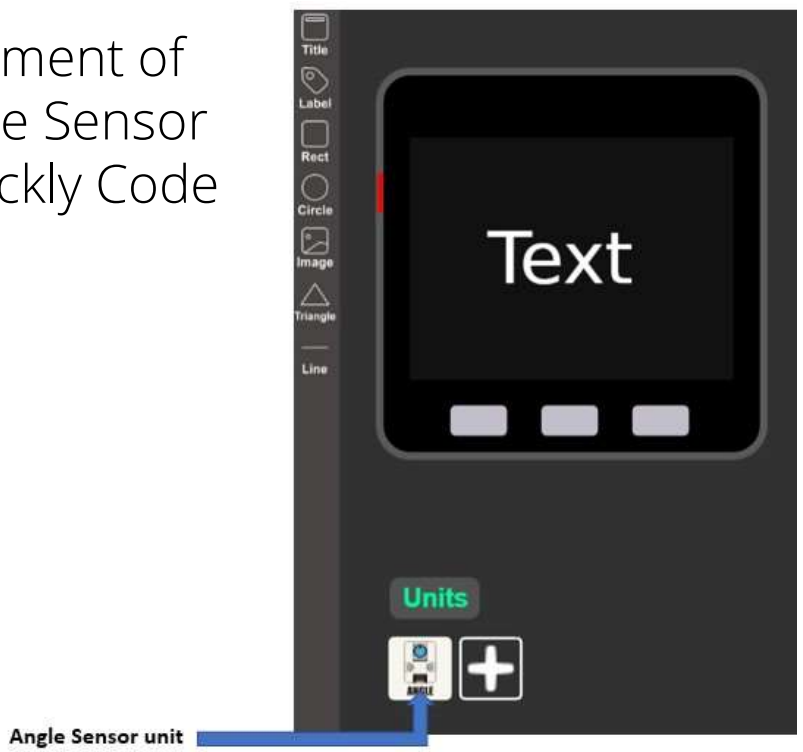 ment of
e Sensor
ckly Code
Title
Label
Rect
Circle
Image
Triangle
Line
Text
Units
ANGLE
Angle Sensor unit